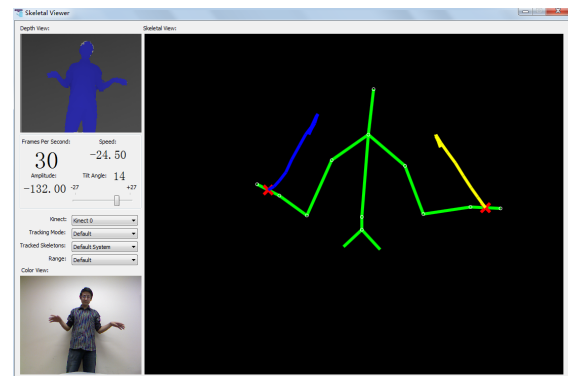 Skeletal Viewer
Depth View:
Skeletal View:
Frames Per Second:
Speed:
30
-24.50
Amplitude:
Tilt Angle: 14
-132.00
-27
+27
Kinect:
Kinect 0
Tracking Mode:
Default
Tracked Skeletons:
Default System
Range:
Default
Color View: